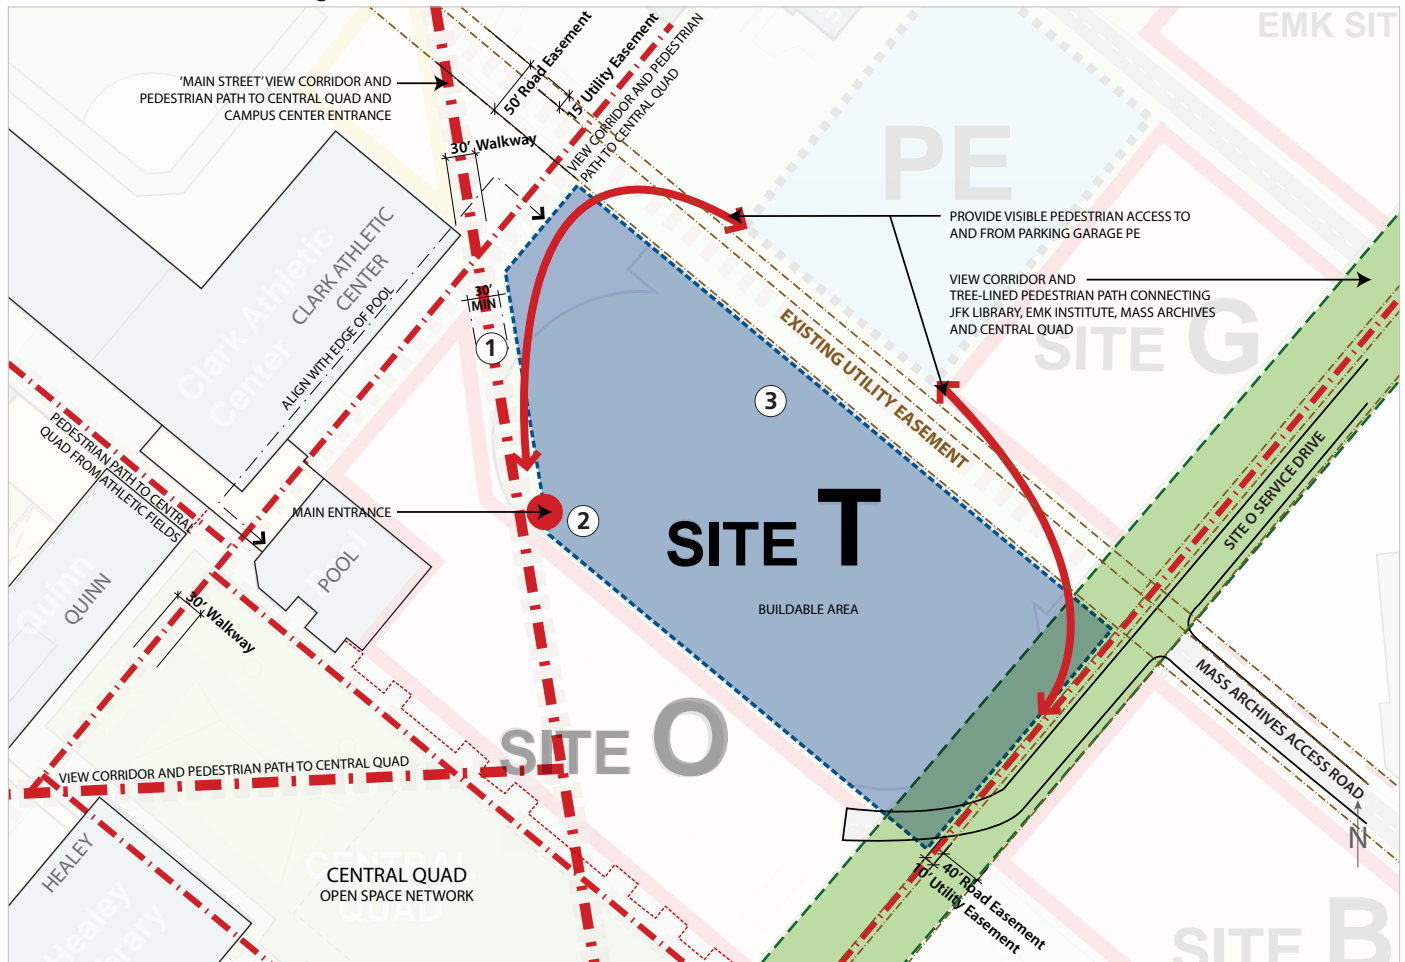 EMK SIT
'MAIN STREET' VIEW CORRIDOR AND
PEDESTRIAN PATH TO CENTRAL QUAD AND
CAMPUS CENTER ENTRANCE
50' Road Easement
15' Utility Easement
VIEW CORRIDOR AND PEDESTRIAN
PATH TO CENTRAL QUAD
30' Walkway
PE
PROVIDE VISIBLE PEDESTRIAN ACCESS TO
AND FROM PARKING GARAGE PE
VIEW CORRIDOR AND
TREE-LINED PEDESTRIAN PATH CONNECTING
JFK LIBRARY, EMK INSTITUTE, MASS ARCHIVES
AND CENTRAL QUAD
SITE G
Clark Athletic
Center
CLARK ATHLETIC
CENTER
ALIGN WITH EDGE OF POOL
30'
MIN
1
EXISTING UTILITY EASEMENT
3
PEDESTRIAN PATH TO CENTRAL
QUAD FROM ATHLETIC FIELDS
MAIN ENTRANCE
2
SITE T
BUILDABLE AREA
SITE O SERVICE DRIVE
Quinn
QUINN
Pool
POOL
30' Walkway
MASS ARCHIVES ACCESS ROAD
SITE O
VIEW CORRIDOR AND PEDESTRIAN PATH TO CENTRAL QUAD
N
HEALEY
Healey
CENTRAL
QUAD
CENTRAL QUAD
OPEN SPACE NETWORK
40' Road Easement
10' Utility Easement
SITE B